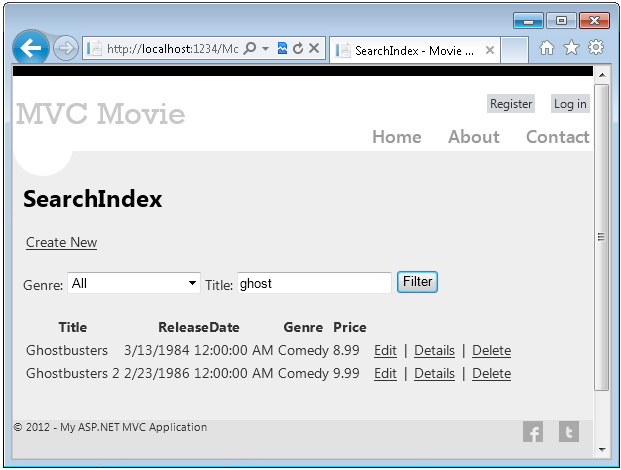 http://localhost:1234/Mc
SearchIndex - Movie ...
Register Log in
MVC Movie
Home About Contact
SearchIndex
Create New
Genre: All Title: ghost Filter
Title ReleaseDate Genre Price
Ghostbusters 3/13/1984 12:00:00 AM Comedy 8.99 Edit | Details | Delete
Ghostbusters 2 2/23/1986 12:00:00 AM Comedy 9.99 Edit | Details | Delete
© 2012 - My ASP.NET MVC Application